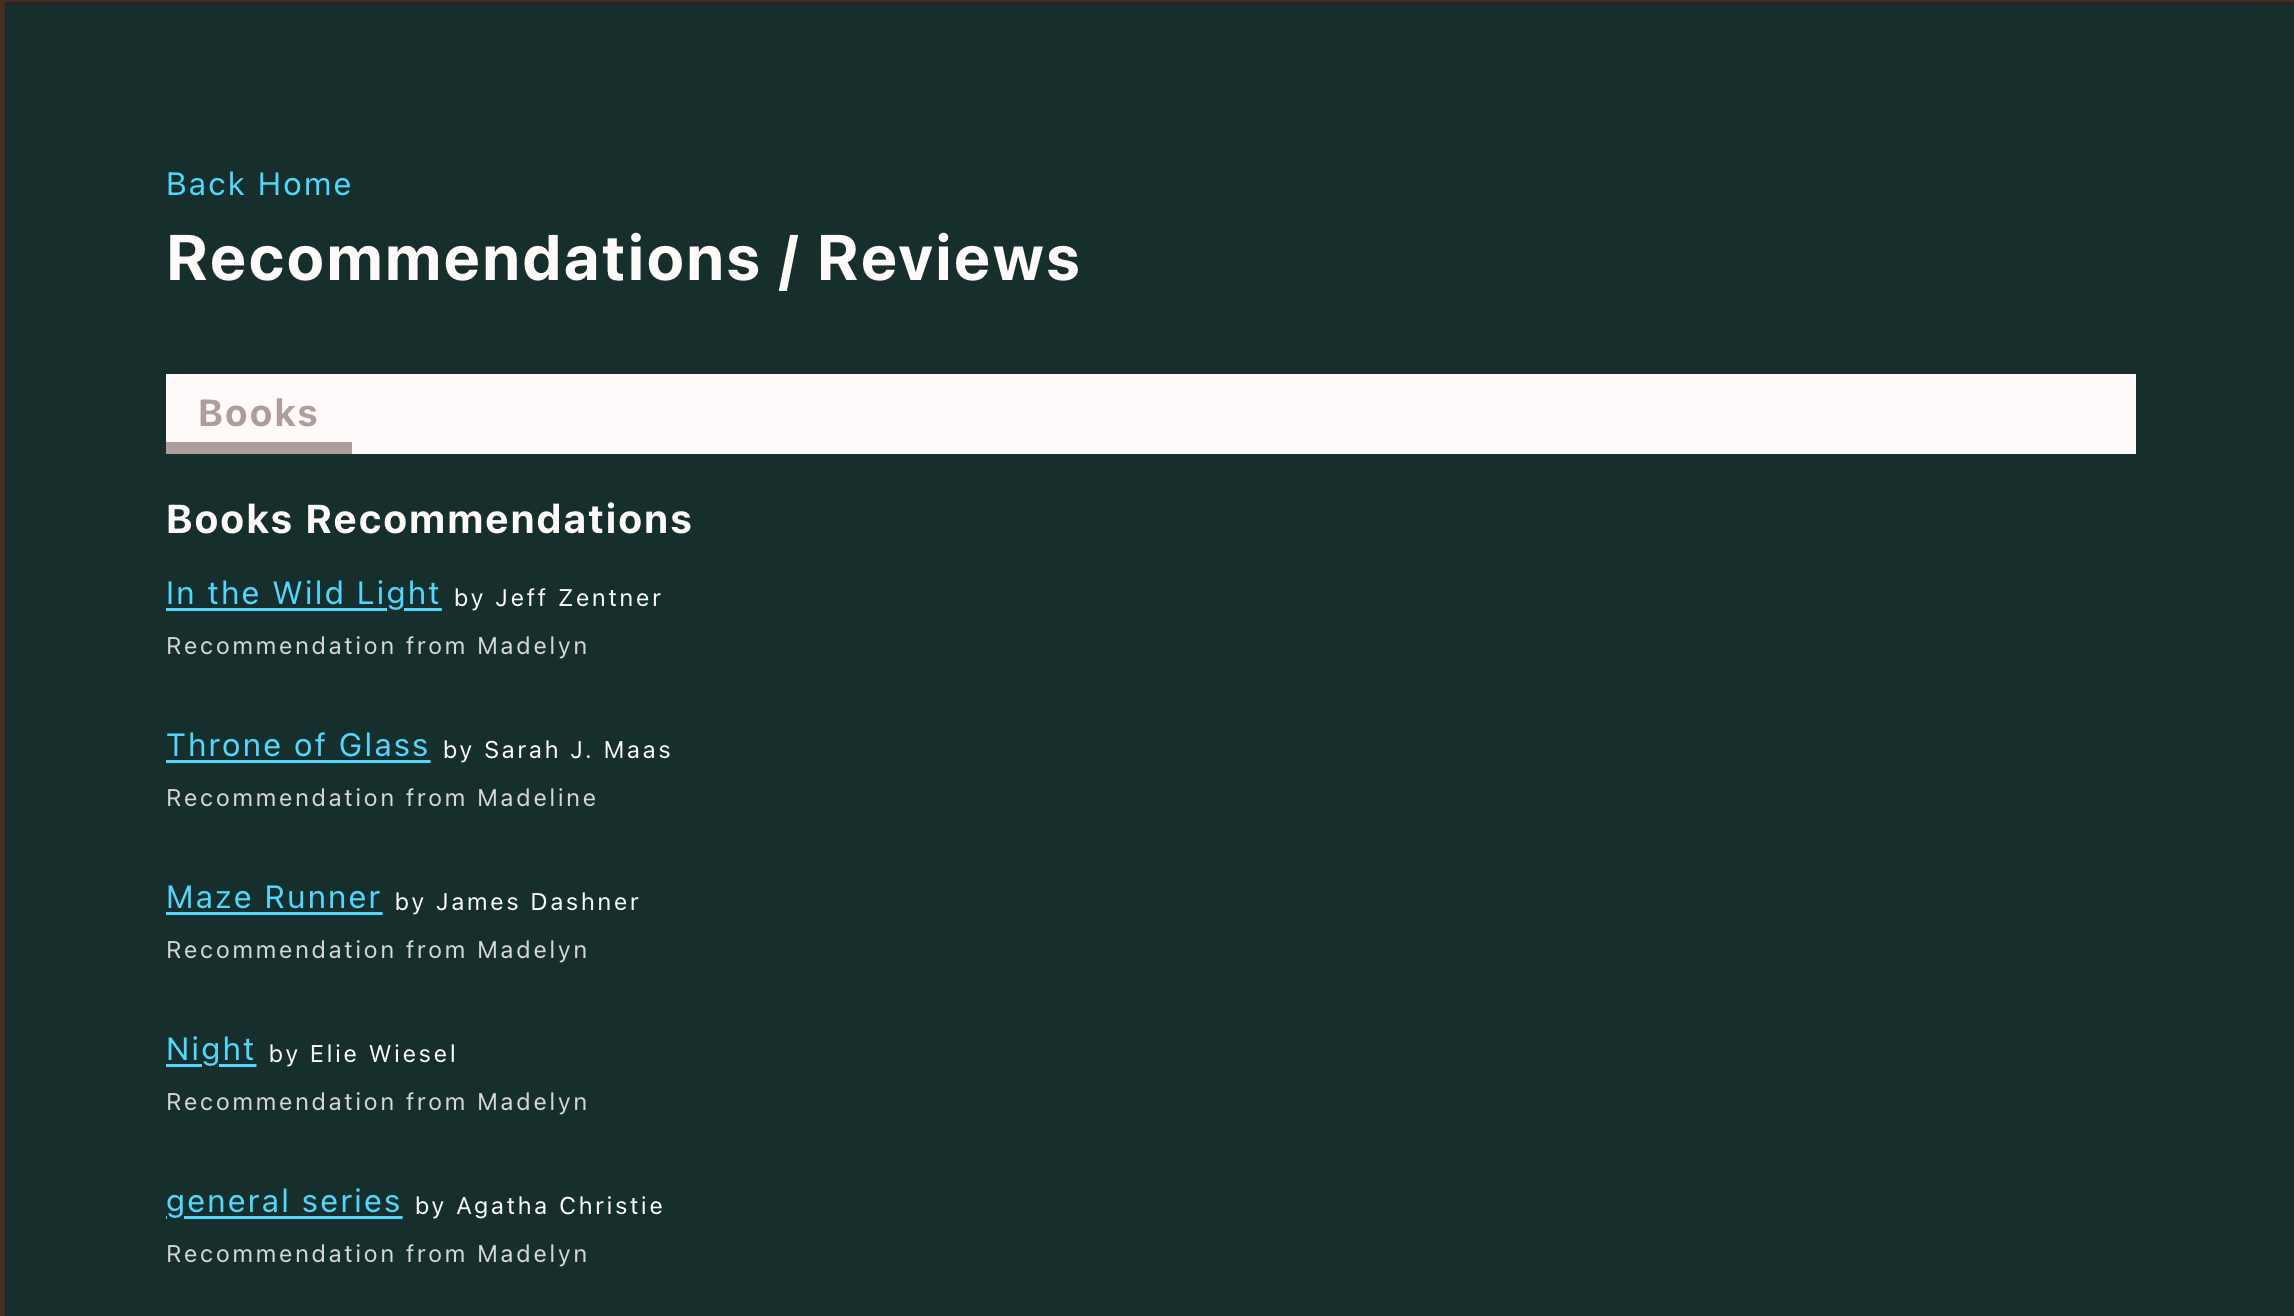 Back Home
Recommendations / Reviews
Books
Books Recommendations
In the Wild Light by Jeff Zentner
Recommendation from Madelyn
Throne of Glass by Sarah J. Maas
Recommendation from Madeline
Maze Runner by James Dashner
Recommendation from Madelyn
Night by Elie Wiesel
Recommendation from Madelyn
general series by Agatha Christie
Recommendation from Madelyn